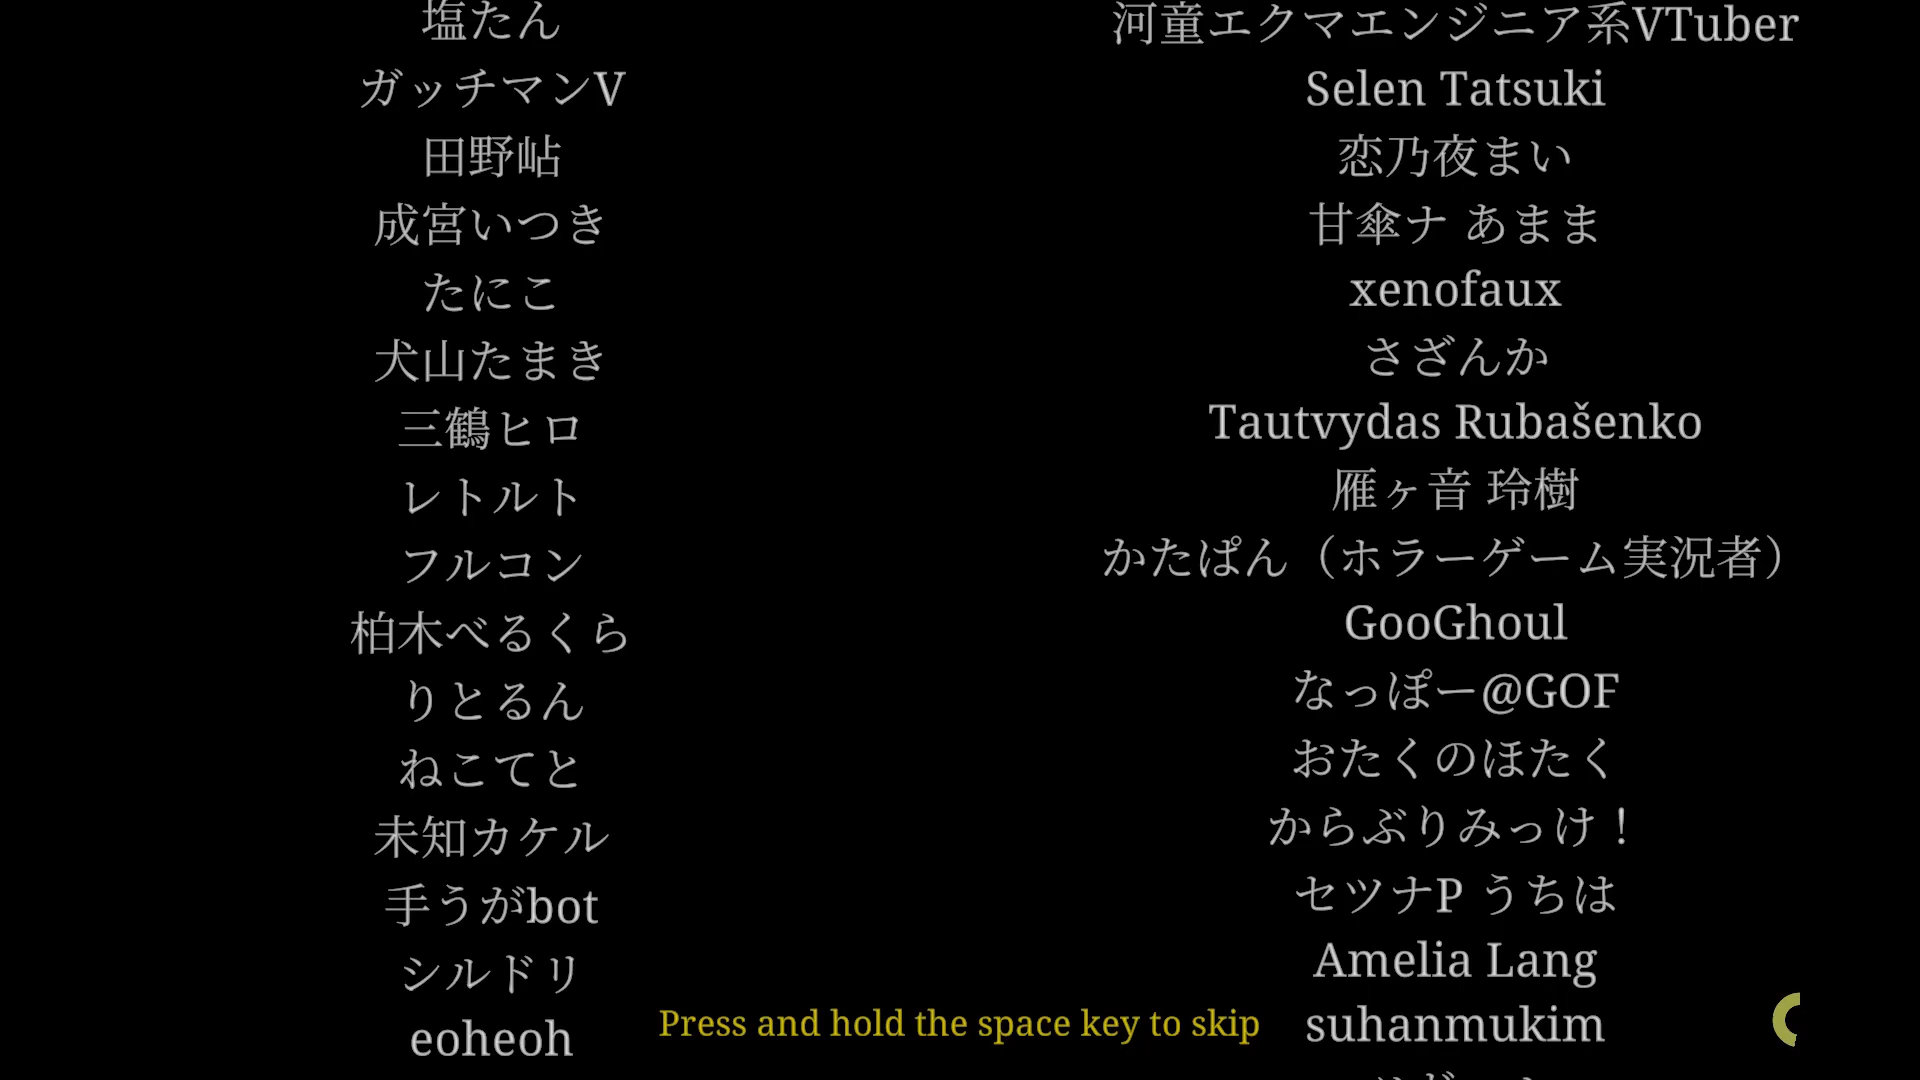 塩たん
ガッチマンV
田野岾
成宮いつき
たにこ
犬山たまき
三鶴ヒロ
レトルト
フルコン
柏木べるくら
りとるん
ねこてと
未知カケル
手うがbot
シルドリ
eoheoh
河童エクマエンジニア系VTuber
Selen Tatsuki
恋乃夜まい
甘傘ナ あまま
xenofaux
さざんか
Tautvydas Rubašenko
雁ヶ音 玲樹
かたぱん（ホラーゲーム実況者）
GooGhoul
なっぽー@GOF
おたくのほたく
からぶりみっけ！
セツナP うちは
Amelia Lang
suhanmukim
Press and hold the space key to skip